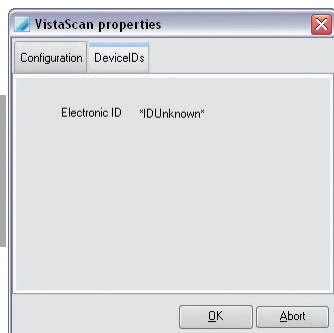 VistaScan properties
Configuration DeviceIDs
Electronic ID *IDUnknown*
OK Abort